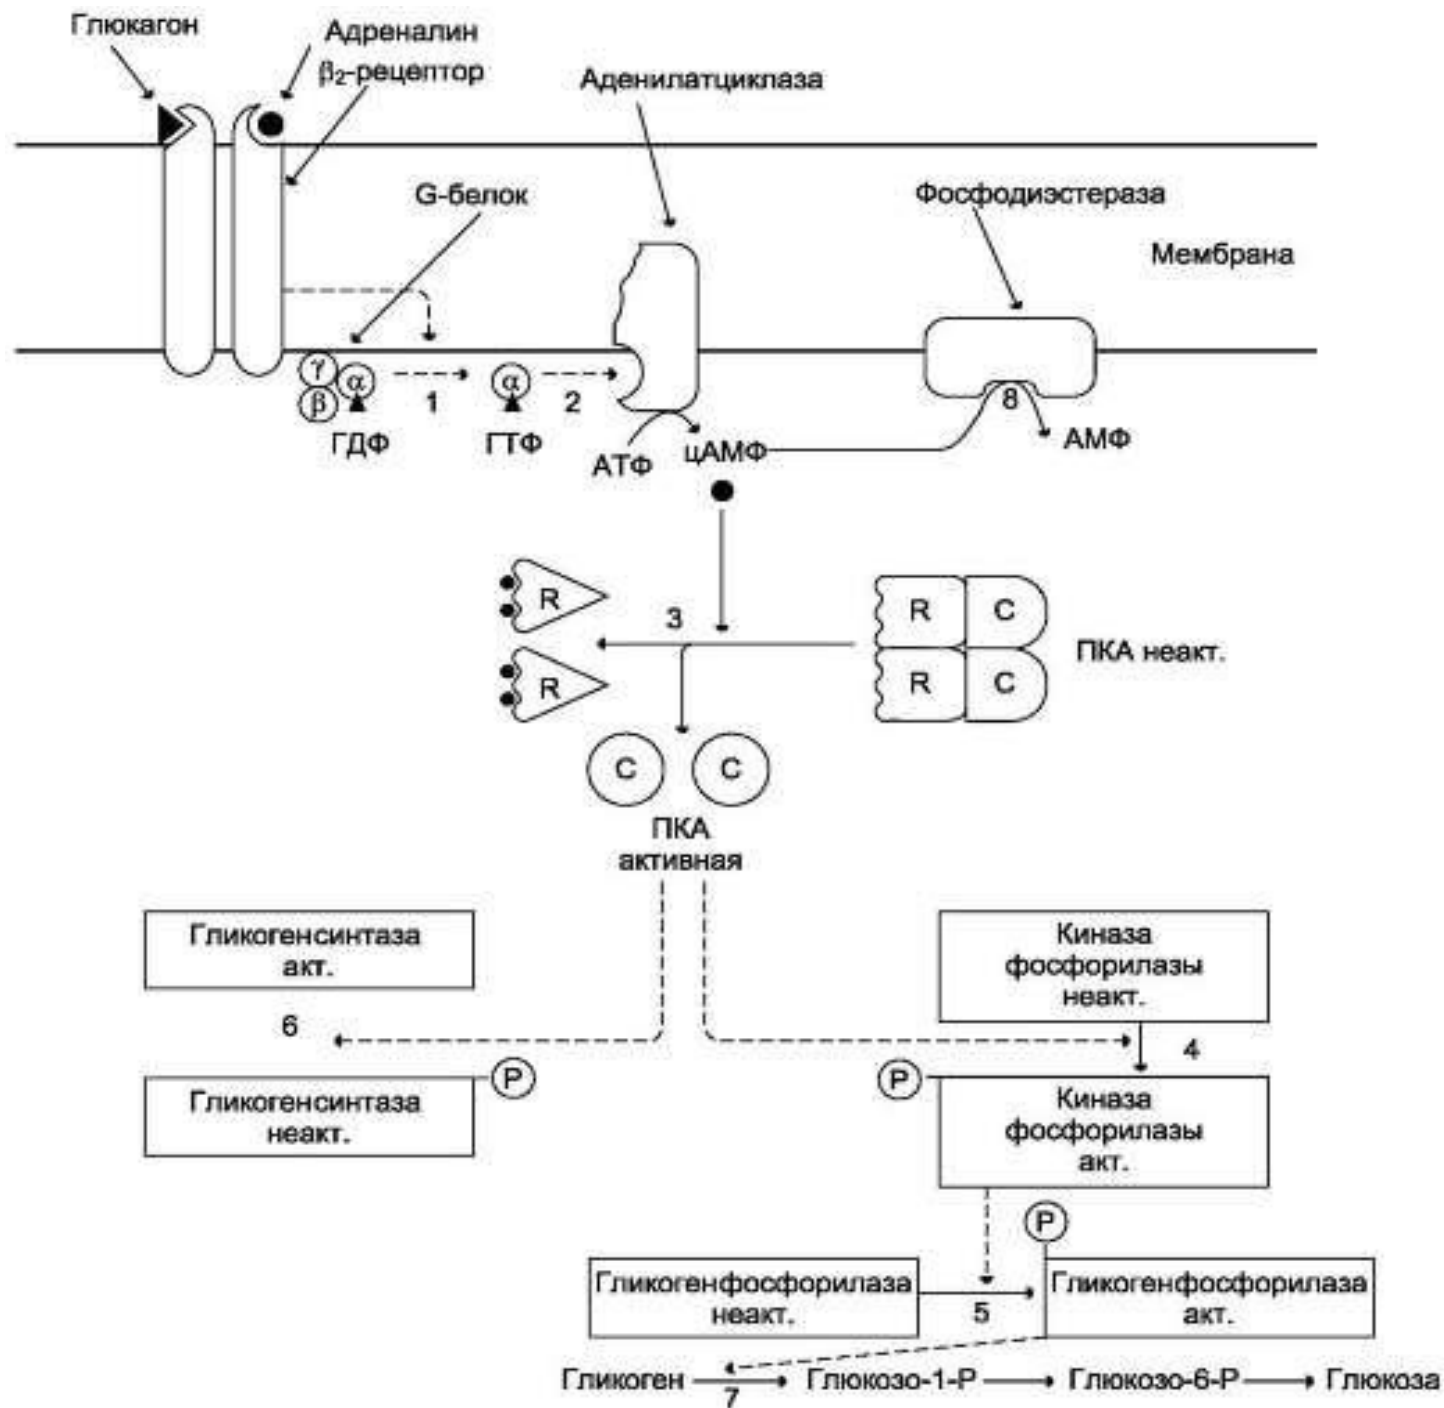 Глюкагон
Адреналин
β₂-рецептор
Аденилатциклаза
G-белок
Фосфодиэстераза
Мембрана
γ
α
β
ГДФ
1
α
ГТФ
2
АТФ
цАМФ
8
АМФ
R
3
R
C
R
R
C
ПКА неакт.
C
C
ПКА
активная
Гликогенсинтаза
акт.
Киназа
фосфорилазы
неакт.
6
4
P
P
Гликогенсинтаза
неакт.
Киназа
фосфорилазы
акт.
P
Гликогенфосфорилаза
неакт.
5
Гликогенфосфорилаза
акт.
Гликоген
7
Глюкозо-1-Р
Глюкозо-6-Р
Глюкоза